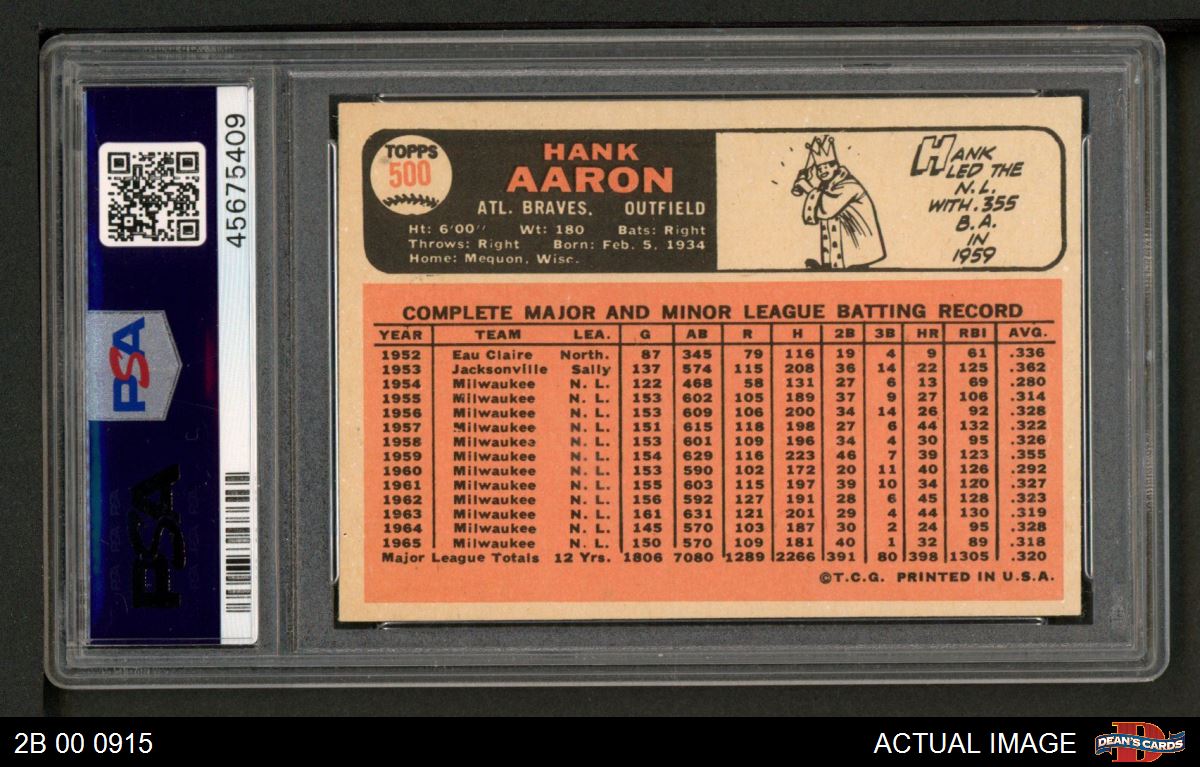 45675409
PSA
PSA
TOPPS
500
HANK
AARON
ATL. BRAVES, OUTFIELD
Ht: 6'00" Wt: 180 Bats: Right
Throws: Right Born: Feb. 5, 1934
Home: Mequon, Wisc.
HANK
LED THE
N.L.
WITH .355
B.A.
IN
1959
COMPLETE MAJOR AND MINOR LEAGUE BATTING RECORD
YEAR TEAM LEA. G AB R H 2B 3B HR RBI AVG.
1952 Eau Claire North. 87 345 79 116 19 4 9 61 .336
1953 Jacksonville Sally 137 574 115 208 36 14 22 125 .362
1954 Milwaukee N. L. 122 468 58 131 27 6 13 69 .280
1955 Milwaukee N. L. 153 602 105 189 37 9 27 106 .314
1956 Milwaukee N. L. 153 609 106 200 34 14 26 92 .328
1957 Milwaukee N. L. 151 615 118 198 27 6 44 132 .322
1958 Milwaukee N. L. 153 601 109 196 34 4 30 95 .326
1959 Milwaukee N. L. 154 629 116 223 46 7 39 123 .355
1960 Milwaukee N. L. 153 590 102 172 20 11 40 126 .292
1961 Milwaukee N. L. 155 603 115 197 39 10 34 120 .327
1962 Milwaukee N. L. 156 592 127 191 28 6 45 128 .323
1963 Milwaukee N. L. 161 631 121 201 29 4 44 130 .319
1964 Milwaukee N. L. 145 570 103 187 30 2 24 95 .328
1965 Milwaukee N. L. 150 570 109 181 40 1 32 89 .318
Major League Totals 12 Yrs. 1806 7080 1289 2266 391 80 398 1305 .320
©T.C.G. PRINTED IN U.S.A.
2B 00 0915
ACTUAL IMAGE
D
DEAN'S CARDS